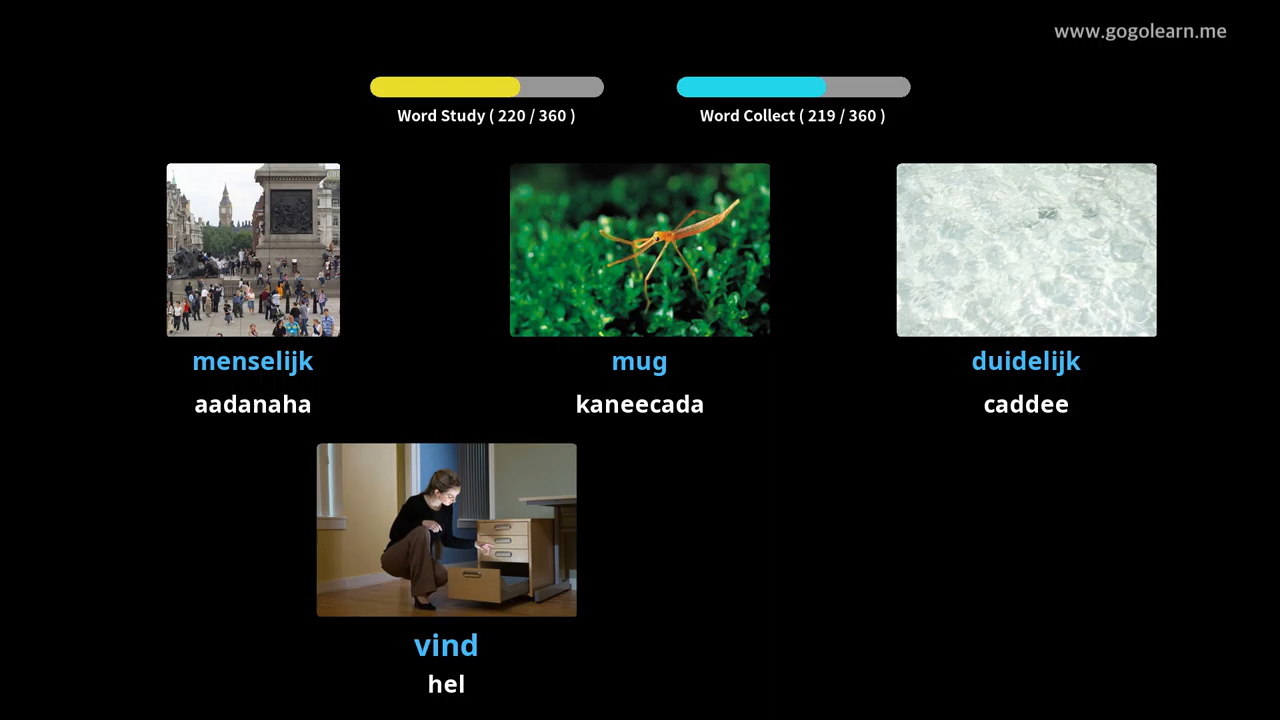 www.gogolearn.me
Word Study ( 220 / 360 )
Word Collect ( 219 / 360 )
menselijk
mug
duidelijk
aadanaha
kaneecada
caddee
vind
hel